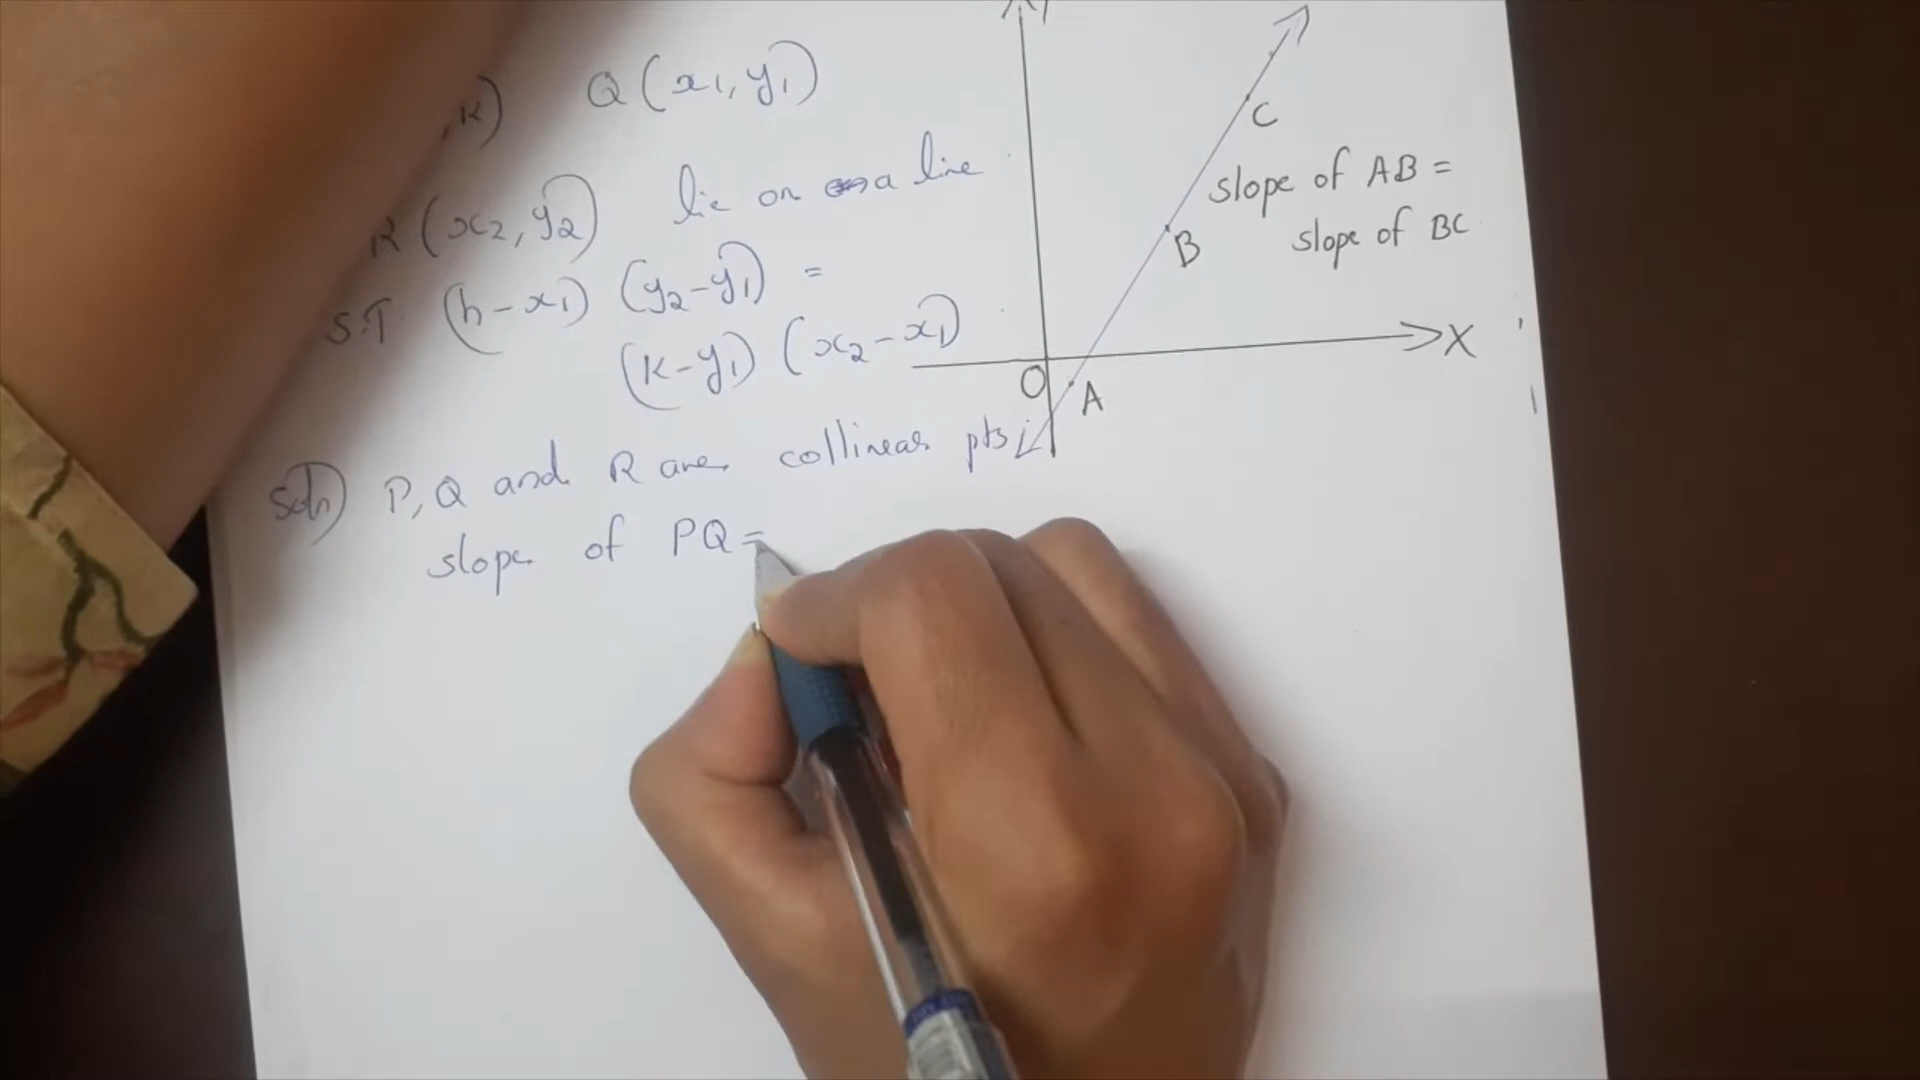 ,k) Q(x1, y1)
R(x2, y2) lie on a line
S.T (h-x1) (y2-y1) =
(k-y1) (x2-x1)
Soln) P,Q and R are collinear pts
slope of PQ=
C
slope of AB =
slope of BC
B
X
O
A